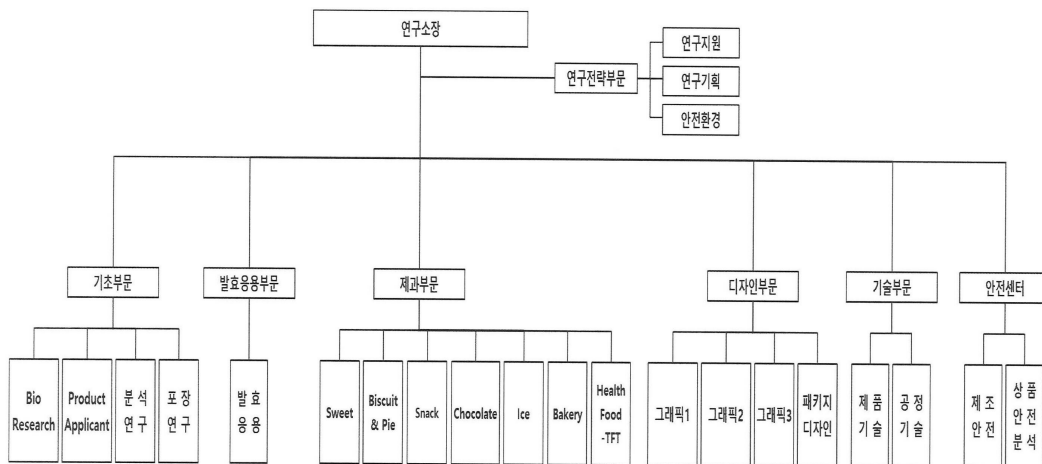 연구소장
연구지원
연구전략부문
연구기획
안전환경
기초부문
발효응용부문
제과부문
디자인부문
기술부문
안전센터
Bio
Research
Product
Applicant
분 석
연 구
포 장
연 구
발 효
응 용
Sweet
Biscuit
& Pie
Snack
Chocolate
Ice
Bakery
Health
Food
-TFT
그래픽1
그래픽2
그래픽3
패키지
디자인
제 품
기 술
공 정
기 술
제 조
안 전
상 품
안 전
분 석